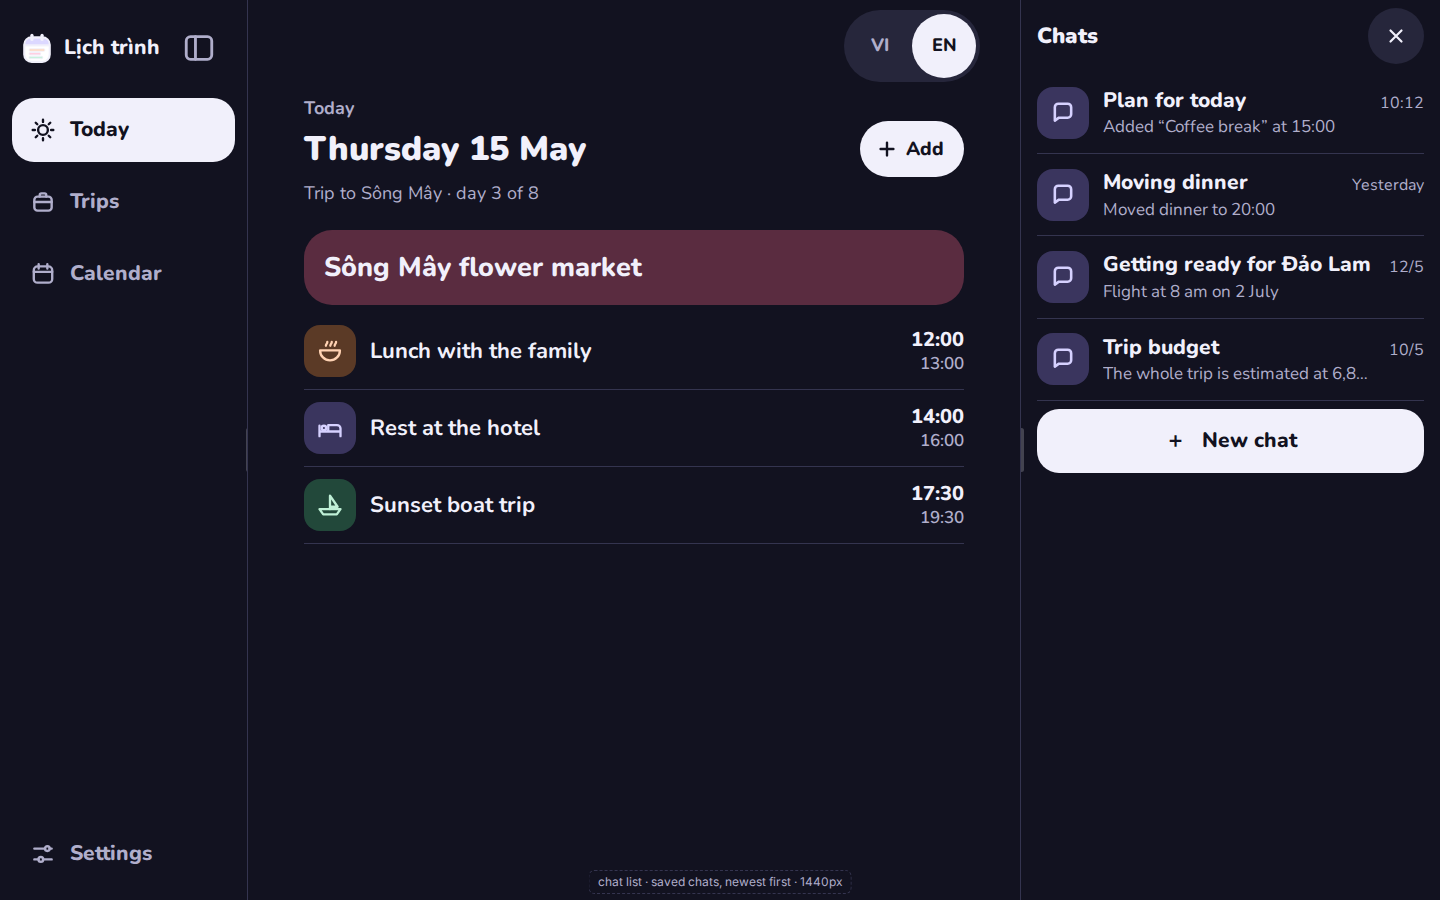 Lịch trình
Today
Trips
Calendar
Settings
VI
EN
Today
Thursday 15 May
Trip to Sông Mây · day 3 of 8
+ Add
Sông Mây flower market
Lunch with the family
12:00
13:00
Rest at the hotel
14:00
16:00
Sunset boat trip
17:30
19:30
chat list · saved chats, newest first · 1440px
Chats
Plan for today
10:12
Added “Coffee break” at 15:00
Moving dinner
Yesterday
Moved dinner to 20:00
Getting ready for Đảo Lam
12/5
Flight at 8 am on 2 July
Trip budget
10/5
The whole trip is estimated at 6,8…
+ New chat